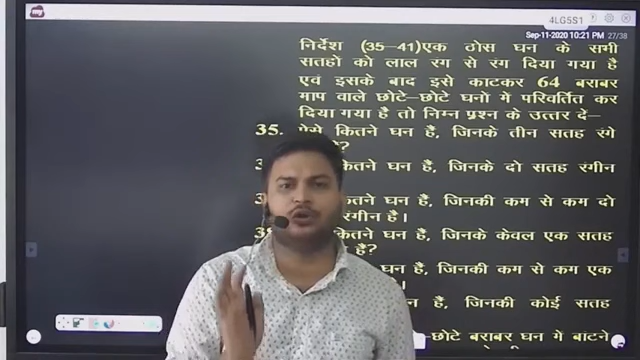 my
4LG5S1
Sep-11-2020 10:21 PM 27/38
निर्देश (35–41)एक ठोस घन के सभी
सतहों को लाल रंग से रंग दिया गया है
एवं इसके बाद इसे काटकर 64 बराबर
माप वाले छोटे–छोटे घनो में परिवर्तित कर
दिया गया है तो निम्न प्रश्न के उत्तर दे–
35. ऐसे कितने घन हैं, जिनके तीन सतह रंगे
?
कितने घन हैं, जिनके दो सतह रंगीन
कितने घन हैं, जिनकी कम से कम दो
रंगीन है।
कितने घन हैं, जिनके केवल एक सतह
है?
घन हैं, जिनकी कम से कम एक
हैं, जिनकी कोई सतह
छोटे बराबर घन में बाटने